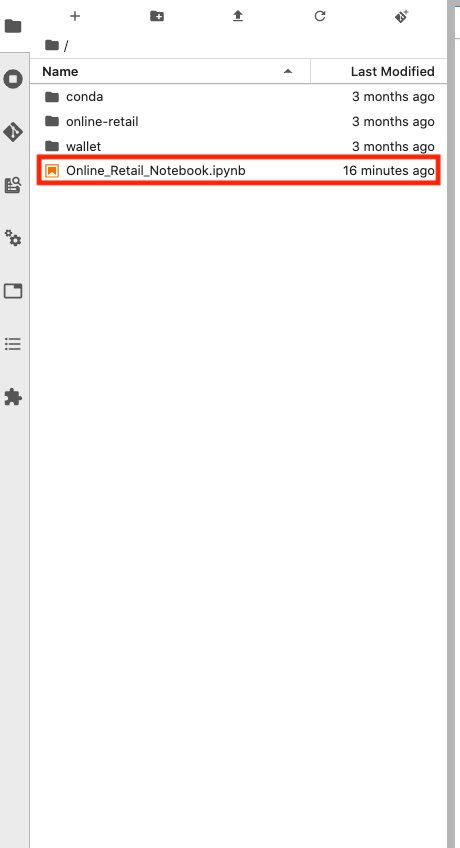 /
Name Last Modified
conda 3 months ago
online-retail 3 months ago
wallet 3 months ago
Online_Retail_Notebook.ipynb 16 minutes ago